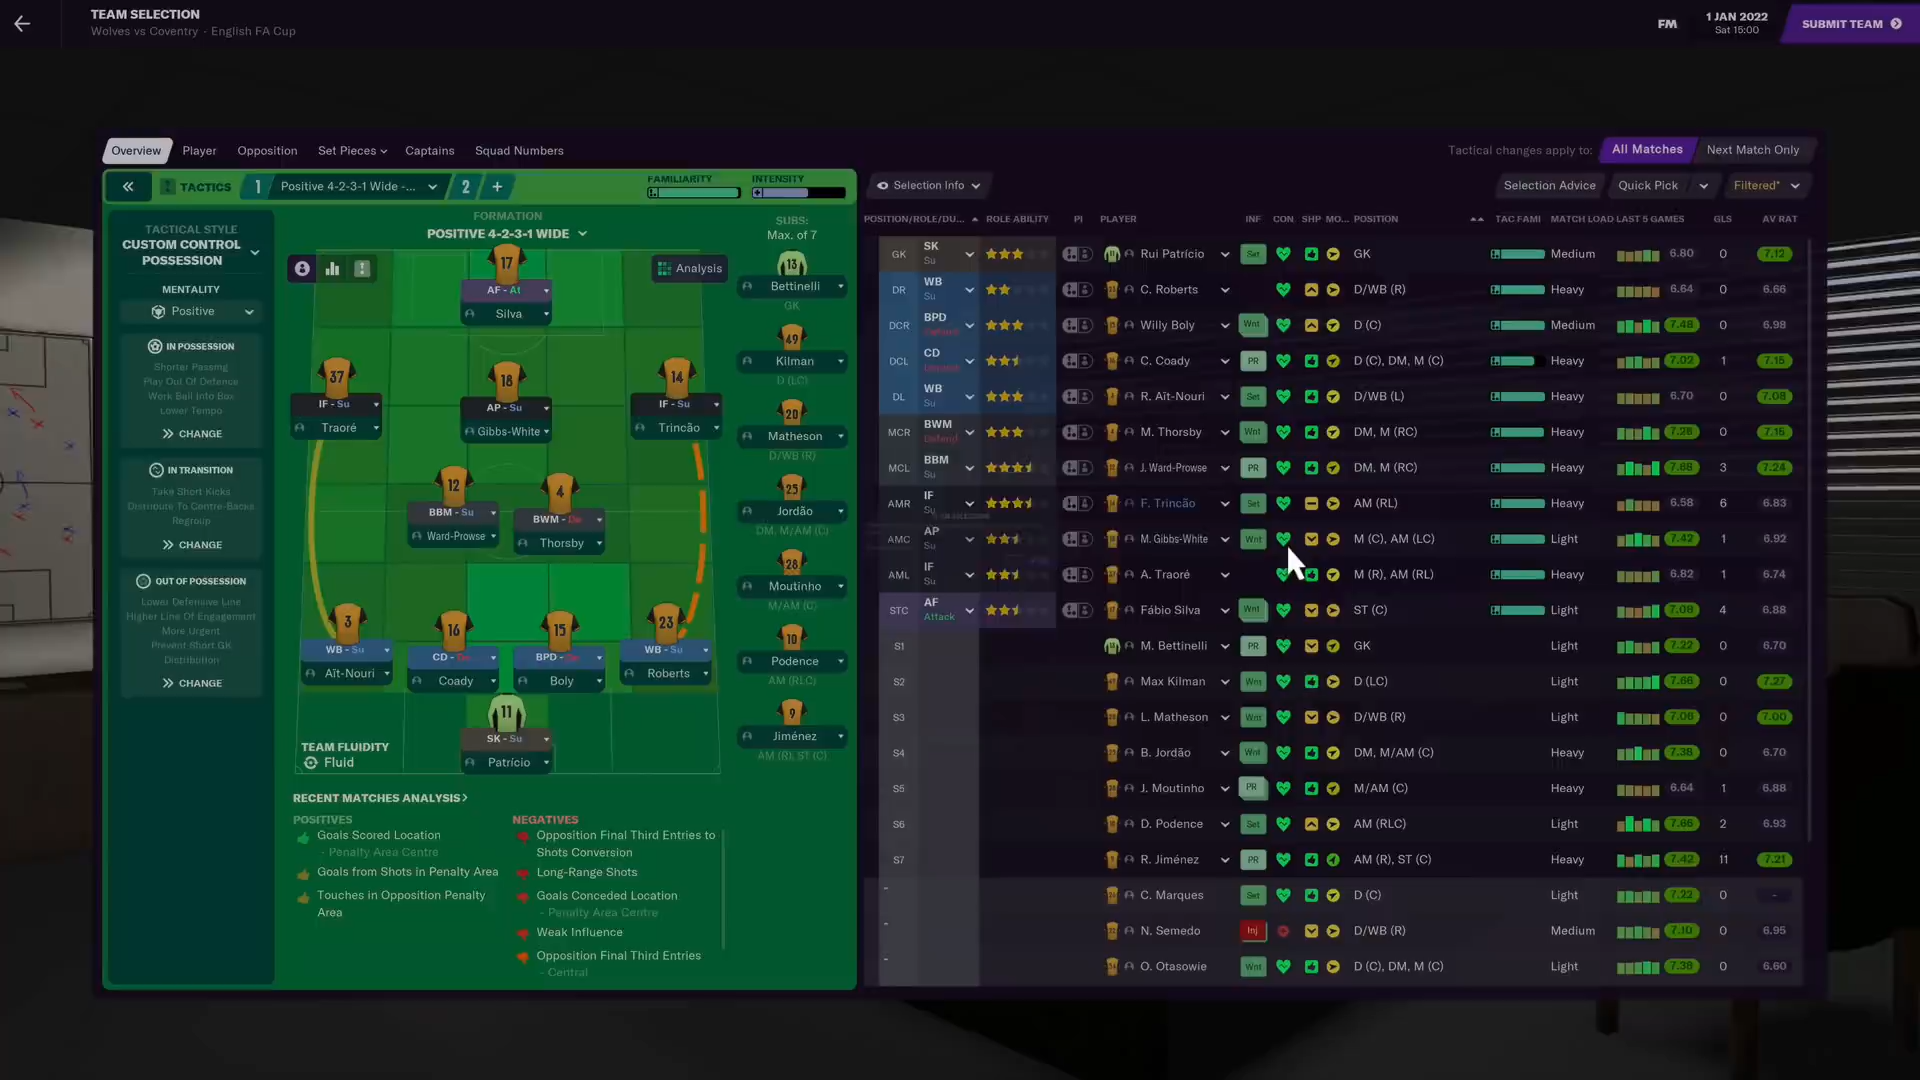 TEAM SELECTION
Wolves vs Coventry - English FA Cup
FM
1 JAN 2022
Sat 15:00
SUBMIT TEAM
Overview
Player
Opposition
Set Pieces
Captains
Squad Numbers
Tactical changes apply to:
All Matches
Next Match Only
TACTICS
1
Positive 4-2-3-1 Wide -...
2
+
FAMILIARITY
INTENSITY
TACTICAL STYLE
CUSTOM CONTROL
POSSESSION
MENTALITY
Positive
IN POSSESSION
Shorter Passing
Play Out Of Defence
Work Ball Into Box
Lower Tempo
CHANGE
IN TRANSITION
Take Short Kicks
Distribute To Centre-Backs
Regroup
CHANGE
OUT OF POSSESSION
Lower Defensive Line
Higher Line Of Engagement
More Urgent
Prevent Short GK
Distribution
CHANGE
FORMATION
POSITIVE 4-2-3-1 WIDE
Analysis
17
AF - At
Silva
37
IF - Su
Traoré
18
AP - Su
Gibbs-White
14
IF - Su
Trincão
12
BBM - Su
Ward-Prowse
4
BWM - De
Thorsby
3
WB - Su
Aït-Nouri
16
CD - De
Coady
15
BPD - De
Boly
23
WB - Su
Roberts
11
SK - Su
Patrício
TEAM FLUIDITY
Fluid
SUBS:
Max. of 7
13
Bettinelli
GK
49
Kilman
D (LC)
20
Matheson
D/WB (R)
25
Jordão
DM, M/AM (C)
28
Moutinho
M/AM (C)
10
Podence
AM (RLC)
9
Jiménez
AM (R), ST (C)
RECENT MATCHES ANALYSIS
POSITIVES
Goals Scored Location
- Penalty Area Centre
Goals from Shots in Penalty Area
Touches in Opposition Penalty
Area
NEGATIVES
Opposition Final Third Entries to
Shots Conversion
Long-Range Shots
Goals Conceded Location
- Penalty Area Centre
Weak Influence
Opposition Final Third Entries
- Central
Selection Info
Selection Advice
Quick Pick
Filtered*
POSITION/ROLE/DU... ROLE ABILITY PI PLAYER INF CON SHP MO... POSITION TAC FAMI MATCH LOAD LAST 5 GAMES GLS AV RAT
GK SK Su Rui Patrício Set GK Medium 6.80 0 7.12
DR WB Su C. Roberts D/WB (R) Heavy 6.64 0 6.66
DCR BPD Defend Willy Boly Wnt D (C) Medium 7.48 0 6.98
DCL CD C. Coady PR D (C), DM, M (C) Heavy 7.02 1 7.15
DL WB Su R. Aït-Nouri Set D/WB (L) Heavy 6.70 0 7.08
MCR BWM Defend M. Thorsby Wnt DM, M (RC) Heavy 7.28 0 7.15
MCL BBM Su J. Ward-Prowse PR DM, M (RC) Heavy 7.68 3 7.24
AMR IF Su F. Trincão Set AM (RL) Heavy 6.58 6 6.83
AMC AP Su M. Gibbs-White Wnt M (C), AM (LC) Light 7.42 1 6.92
AML IF Su A. Traoré M (R), AM (RL) Heavy 6.82 1 6.74
STC AF Attack Fábio Silva Wnt ST (C) Light 7.08 4 6.88
S1 M. Bettinelli PR GK Light 7.22 0 6.70
S2 Max Kilman Wnt D (LC) Light 7.66 0 7.27
S3 L. Matheson Wnt D/WB (R) Light 7.06 0 7.00
S4 B. Jordão Wnt DM, M/AM (C) Heavy 7.38 0 6.70
S5 J. Moutinho PR M/AM (C) Heavy 6.64 1 6.88
S6 D. Podence Set AM (RLC) Light 7.66 2 6.93
S7 R. Jiménez PR AM (R), ST (C) Heavy 7.42 11 7.21
- C. Marques Set D (C) Light 7.22 0 -
- N. Semedo Inj D/WB (R) Medium 7.10 0 6.95
- O. Otasowie Wnt D (C), DM, M (C) Light 7.38 0 6.60